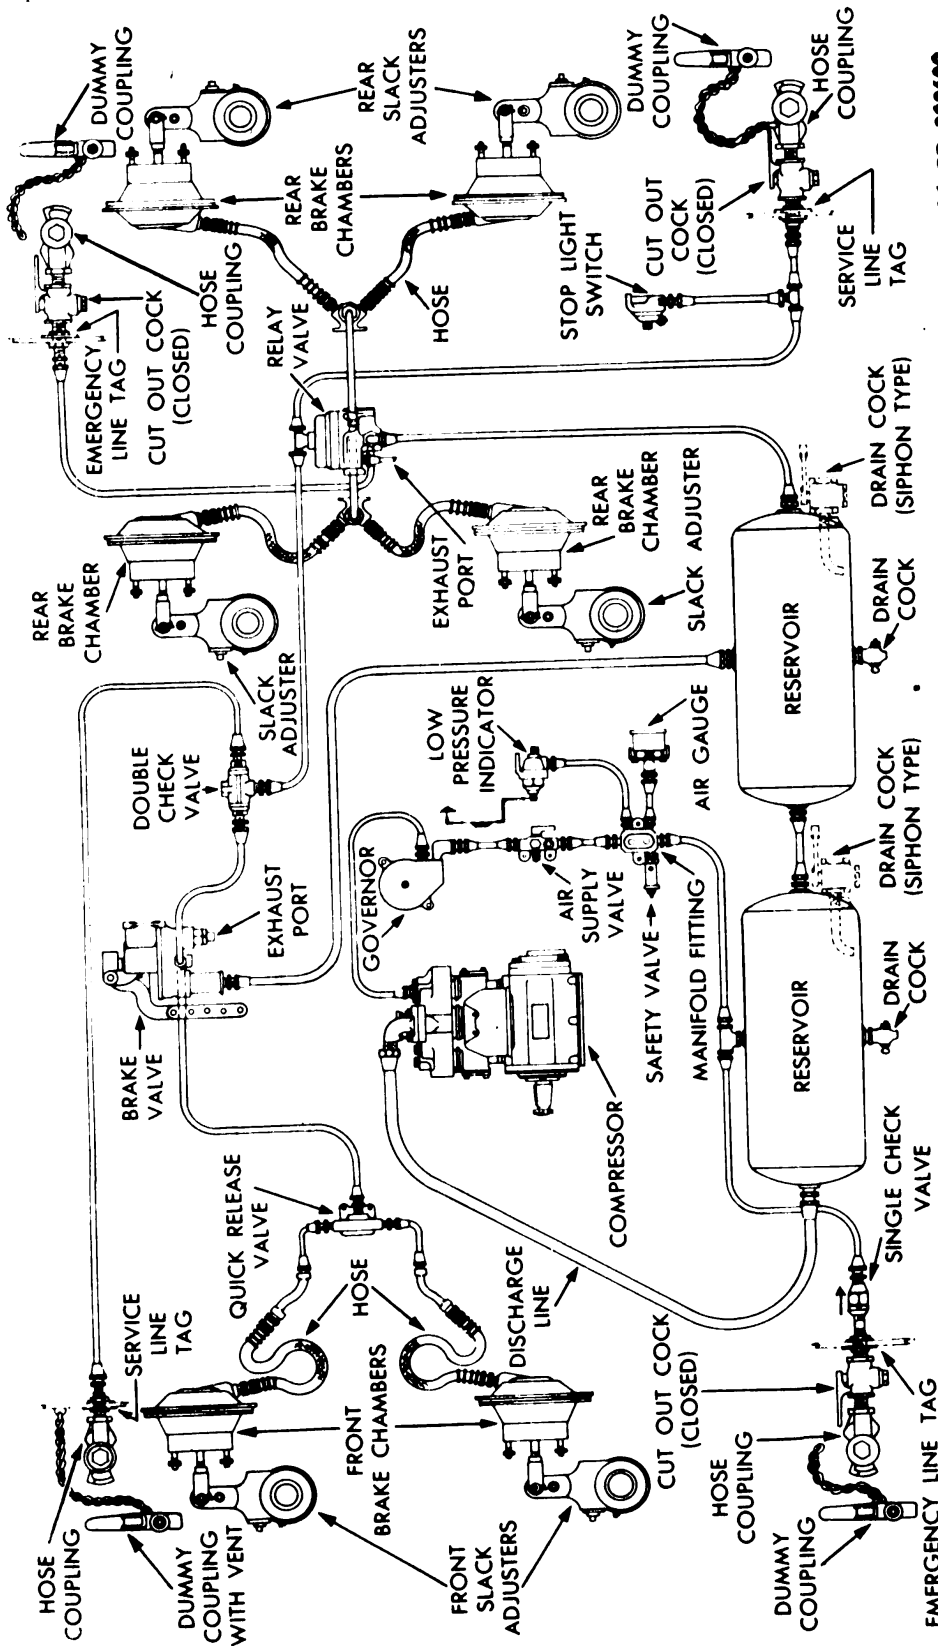 HOSE
COUPLING
DUMMY
COUPLING
WITH VENT
SERVICE
LINE
TAG
BRAKE
VALVE
DOUBLE
CHECK
VALVE
REAR
BRAKE
CHAMBER
EMERGENCY
LINE TAG
CUT OUT COCK
(CLOSED)
HOSE
COUPLING
DUMMY
COUPLING
QUICK RELEASE
VALVE
EXHAUST
PORT
SLACK
ADJUSTER
RELAY
VALVE
REAR
BRAKE
CHAMBERS
REAR
SLACK
ADJUSTERS
FRONT
BRAKE CHAMBERS
HOSE
GOVERNOR
LOW
PRESSURE
INDICATOR
EXHAUST
PORT
HOSE
FRONT
SLACK
ADJUSTERS
DISCHARGE
LINE
COMPRESSOR
AIR
SUPPLY
VALVE
REAR
BRAKE
CHAMBER
STOP LIGHT
SWITCH
DUMMY
COUPLING
CUT OUT COCK
(CLOSED)
SAFETY VALVE
MANIFOLD FITTING
AIR GAUGE
SLACK ADJUSTER
CUT OUT
COCK
(CLOSED)
HOSE
COUPLING
HOSE
COUPLING
DUMMY
COUPLING
RESERVOIR
RESERVOIR
SERVICE
LINE
TAG
SINGLE CHECK
VALVE
DRAIN
COCK
DRAIN COCK
(SIPHON TYPE)
DRAIN
COCK
DRAIN COCK
(SIPHON TYPE)
EMERGENCY LINE TAG